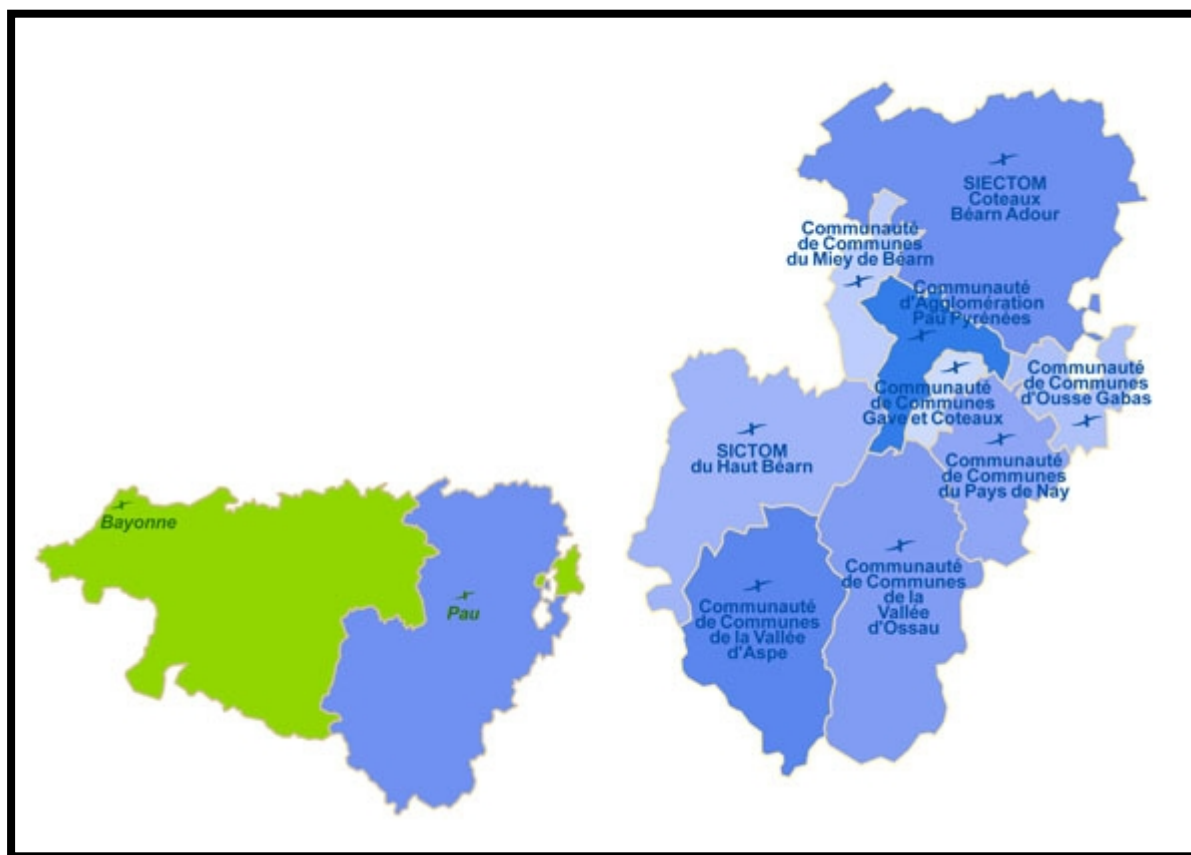 SIECTOM
Coteaux
Béarn Adour
Communauté
de Communes
du Miey de Béarn
Communauté
d'Agglomération
Pau Pyrénées
Communauté
de Communes
d'Ousse Gabas
Communauté
de Communes
Gave et Coteaux
SICTOM
du Haut Béarn
Communauté
de Communes
du Pays de Nay
Communauté
de Communes
de la
Vallée
d'Ossau
Communauté
de Communes
de la Vallée
d'Aspe
Bayonne
Pau